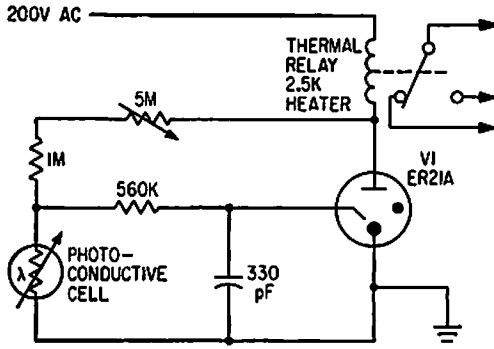 200V AC
THERMAL
RELAY
2.5K
HEATER
5M
1M
V1
ER21A
560K
PHOTO-
CONDUCTIVE
CELL
λ
330
pF